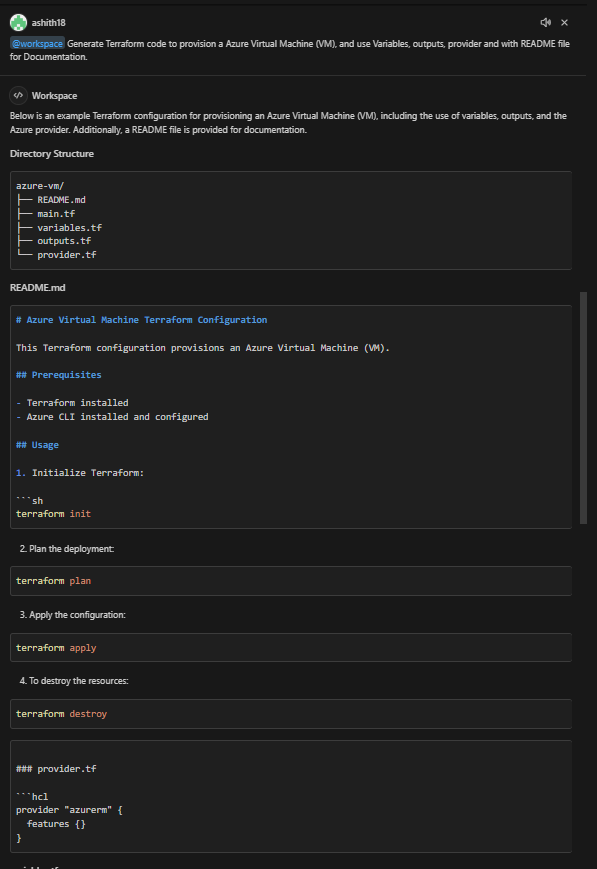 ashith18
@workspace Generate Terraform code to provision a Azure Virtual Machine (VM), and use Variables, outputs, provider and with README file
for Documentation.
Workspace
Below is an example Terraform configuration for provisioning an Azure Virtual Machine (VM), including the use of variables, outputs, and the
Azure provider. Additionally, a README file is provided for documentation.
Directory Structure
azure-vm/
├── README.md
├── main.tf
├── variables.tf
├── outputs.tf
└── provider.tf
README.md
# Azure Virtual Machine Terraform Configuration
This Terraform configuration provisions an Azure Virtual Machine (VM).
## Prerequisites
- Terraform installed
- Azure CLI installed and configured
## Usage
1. Initialize Terraform:
```sh
terraform init
2. Plan the deployment:
terraform plan
3. Apply the configuration:
terraform apply
4. To destroy the resources:
terraform destroy
### provider.tf
```hcl
provider "azurerm" {
  features {}
}